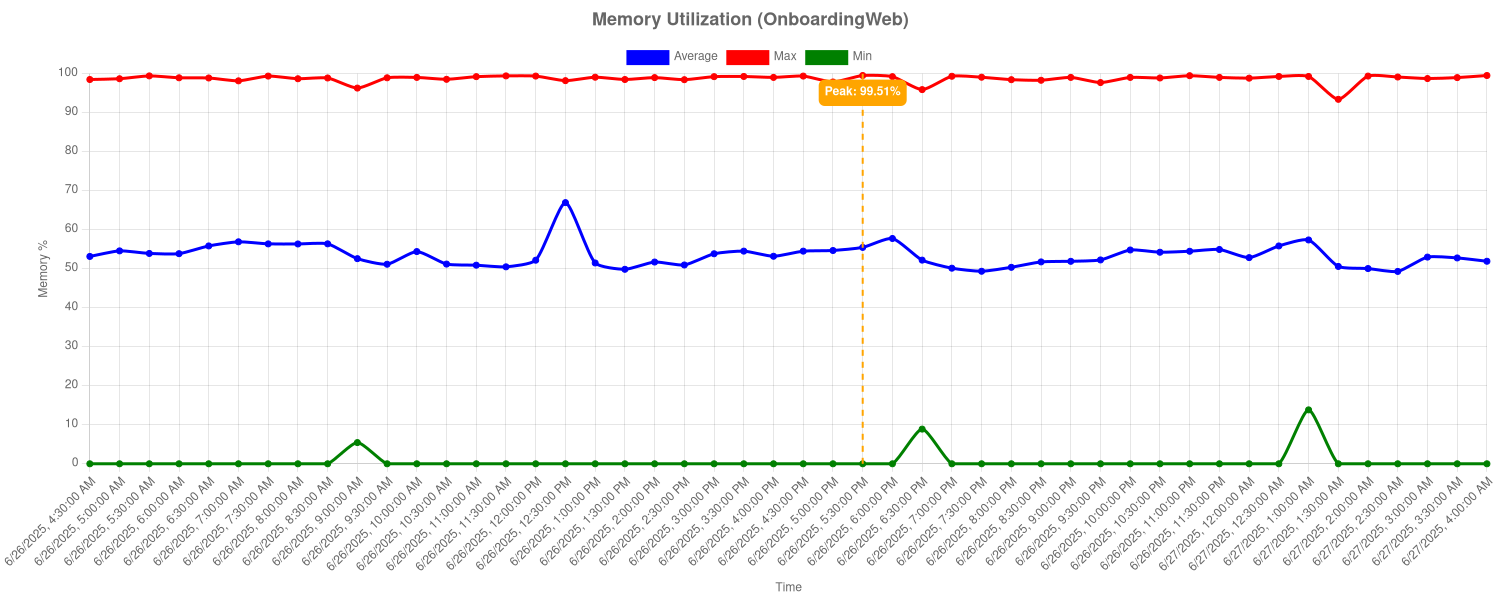 Memory Utilization (OnboardingWeb)
Average Max Min
100
90
80
70
60
50
40
30
20
10
0
Memory %
Peak: 99.51%
6/26/2025, 4:30:00 AM
6/26/2025, 5:00:00 AM
6/26/2025, 5:30:00 AM
6/26/2025, 6:00:00 AM
6/26/2025, 6:30:00 AM
6/26/2025, 7:00:00 AM
6/26/2025, 7:30:00 AM
6/26/2025, 8:00:00 AM
6/26/2025, 8:30:00 AM
6/26/2025, 9:00:00 AM
6/26/2025, 9:30:00 AM
6/26/2025, 10:00:00 AM
6/26/2025, 10:30:00 AM
6/26/2025, 11:00:00 AM
6/26/2025, 11:30:00 AM
6/26/2025, 12:00:00 PM
6/26/2025, 12:30:00 PM
6/26/2025, 1:00:00 PM
6/26/2025, 1:30:00 PM
6/26/2025, 2:00:00 PM
6/26/2025, 2:30:00 PM
6/26/2025, 3:00:00 PM
6/26/2025, 3:30:00 PM
6/26/2025, 4:00:00 PM
6/26/2025, 4:30:00 PM
6/26/2025, 5:00:00 PM
6/26/2025, 5:30:00 PM
6/26/2025, 6:00:00 PM
6/26/2025, 6:30:00 PM
6/26/2025, 7:00:00 PM
6/26/2025, 7:30:00 PM
6/26/2025, 8:00:00 PM
6/26/2025, 8:30:00 PM
6/26/2025, 9:00:00 PM
6/26/2025, 9:30:00 PM
6/26/2025, 10:00:00 PM
6/26/2025, 10:30:00 PM
6/26/2025, 11:00:00 PM
6/26/2025, 11:30:00 PM
6/27/2025, 12:00:00 AM
6/27/2025, 12:30:00 AM
6/27/2025, 1:00:00 AM
6/27/2025, 1:30:00 AM
6/27/2025, 2:00:00 AM
6/27/2025, 2:30:00 AM
6/27/2025, 3:00:00 AM
6/27/2025, 3:30:00 AM
6/27/2025, 4:00:00 AM
Time